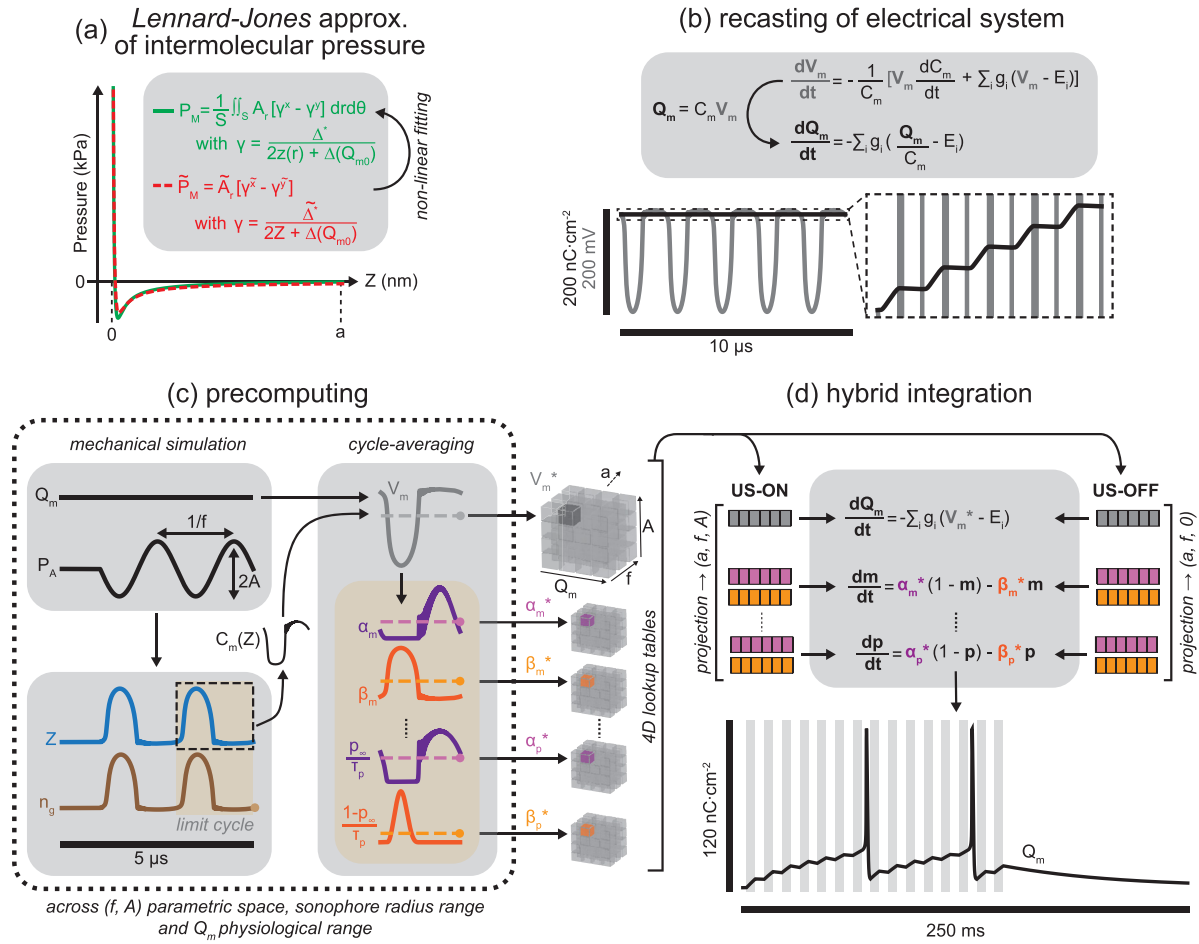 (a) Lennard-Jones approx.
of intermolecular pressure
Pressure (kPa)
P_M = 1/S ∬_S A_r [γ^x - γ^y] drdθ
with γ = Δ* / (2z(r) + Δ(Q_m0))
P̃_M = Ã_r [γ^x̃ - γ^ỹ]
with γ = Δ̃* / (2Z + Δ(Q_m0))
non-linear fitting
0
Z (nm)
0
a
(b) recasting of electrical system
dV_m/dt = - 1/C_m [V_m dC_m/dt + ∑_i g_i (V_m - E_i)]
Q_m = C_m V_m
dQ_m/dt = -∑_i g_i ( Q_m/C_m - E_i)
200 nC·cm⁻²
200 mV
10 µs
(c) precomputing
mechanical simulation
cycle-averaging
Q_m
1/f
P_A
2A
C_m(Z)
Z
n_g
limit cycle
5 µs
V_m
α_m
β_m
p_∞/τ_p
1-p_∞/τ_p
V_m*
a
A
f
Q_m
α_m*
β_m*
α_p*
β_p*
4D lookup tables
across (f, A) parametric space, sonophore radius range
and Q_m physiological range
(d) hybrid integration
US-ON
US-OFF
projection → (a, f, A)
projection → (a, f, 0)
dQ_m/dt = -∑_i g_i (V_m* - E_i)
dm/dt = α_m* (1 - m) - β_m* m
dp/dt = α_p* (1 - p) - β_p* p
120 nC·cm⁻²
Q_m
250 ms